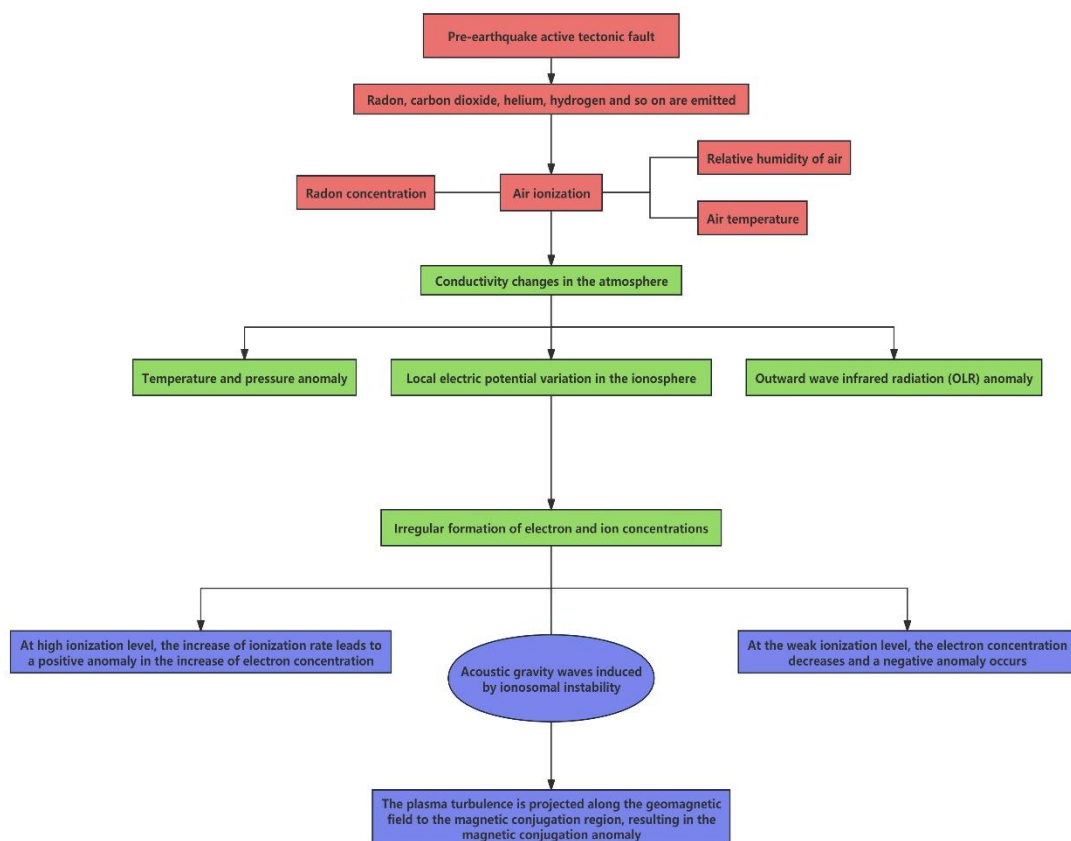 Pre-earthquake active tectonic fault
Radon, carbon dioxide, helium, hydrogen and so on are emitted
Relative humidity of air
Radon concentration
Air ionization
Air temperature
Conductivity changes in the atmosphere
Temperature and pressure anomaly
Local electric potential variation in the ionosphere
Outward wave infrared radiation (OLR) anomaly
Irregular formation of electron and ion concentrations
At high ionization level, the increase of ionization rate leads to
a positive anomaly in the increase of electron concentration
Acoustic gravity waves induced
by ionosomal instability
At the weak ionization level, the electron concentration
decreases and a negative anomaly occurs
The plasma turbulence is projected along the geomagnetic
field to the magnetic conjugation region, resulting in the
magnetic conjugation anomaly